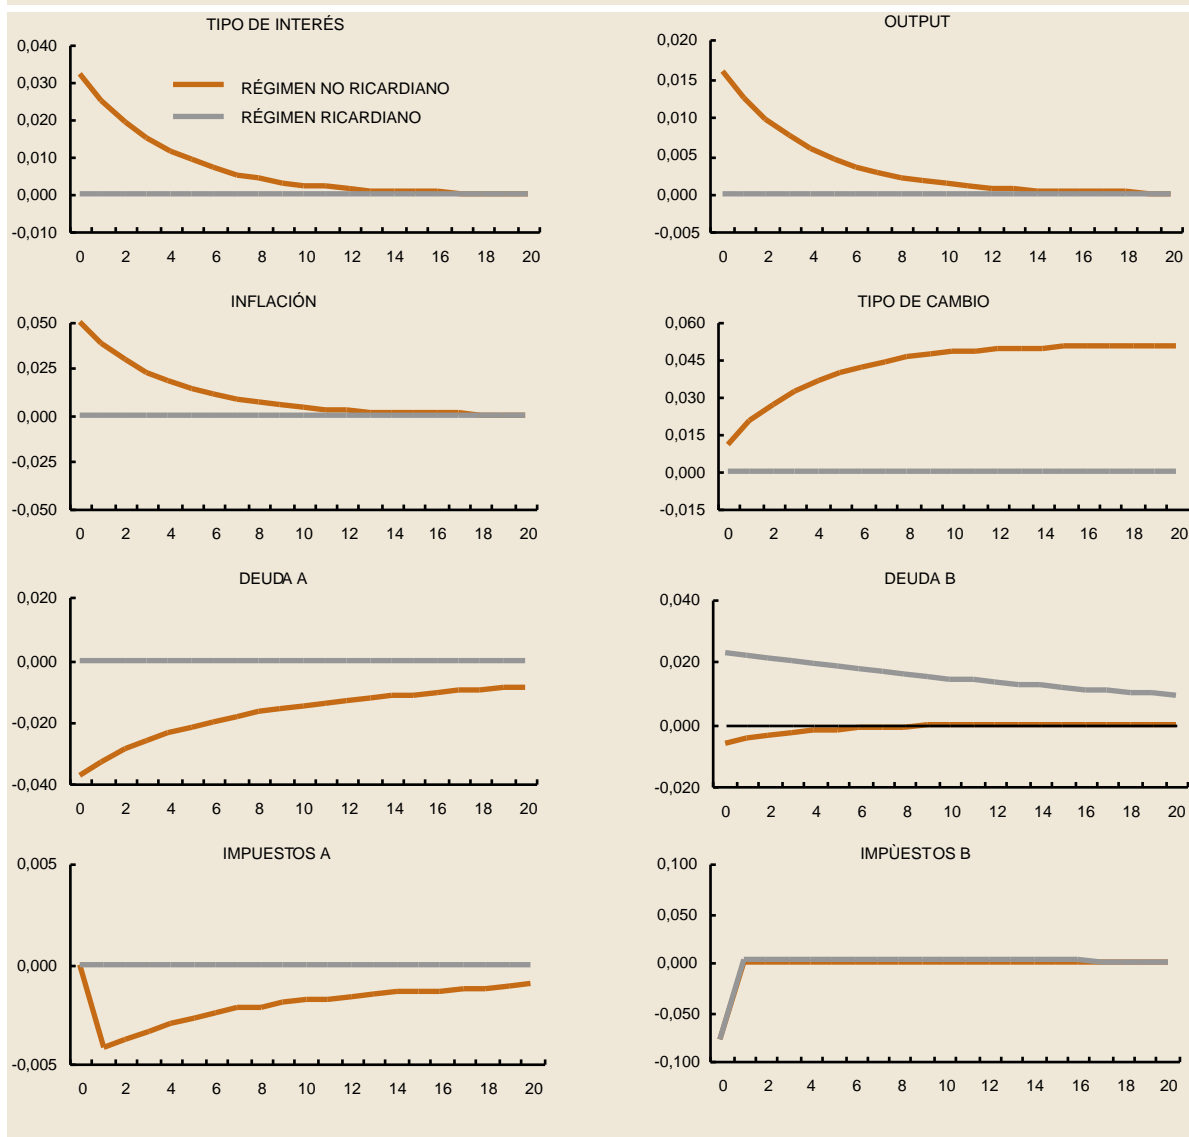 TIPO DE INTERÉS
0,040
0,030
0,020
0,010
0,000
-0,010
0 2 4 6 8 10 12 14 16 18 20
RÉGIMEN NO RICARDIANO
RÉGIMEN RICARDIANO
OUTPUT
0,020
0,015
0,010
0,005
0,000
-0,005
0 2 4 6 8 10 12 14 16 18 20
INFLACIÓN
0,050
0,025
0,000
-0,025
-0,050
0 2 4 6 8 10 12 14 16 18 20
TIPO DE CAMBIO
0,060
0,045
0,030
0,015
0,000
-0,015
0 2 4 6 8 10 12 14 16 18 20
DEUDA A
0,020
0,000
-0,020
-0,040
0 2 4 6 8 10 12 14 16 18 20
DEUDA B
0,040
0,020
0,000
-0,020
0 2 4 6 8 10 12 14 16 18 20
IMPUESTOS A
0,005
0,000
-0,005
0 2 4 6 8 10 12 14 16 18 20
IMPÙESTOS B
0,100
0,050
0,000
-0,050
-0,100
0 2 4 6 8 10 12 14 16 18 20